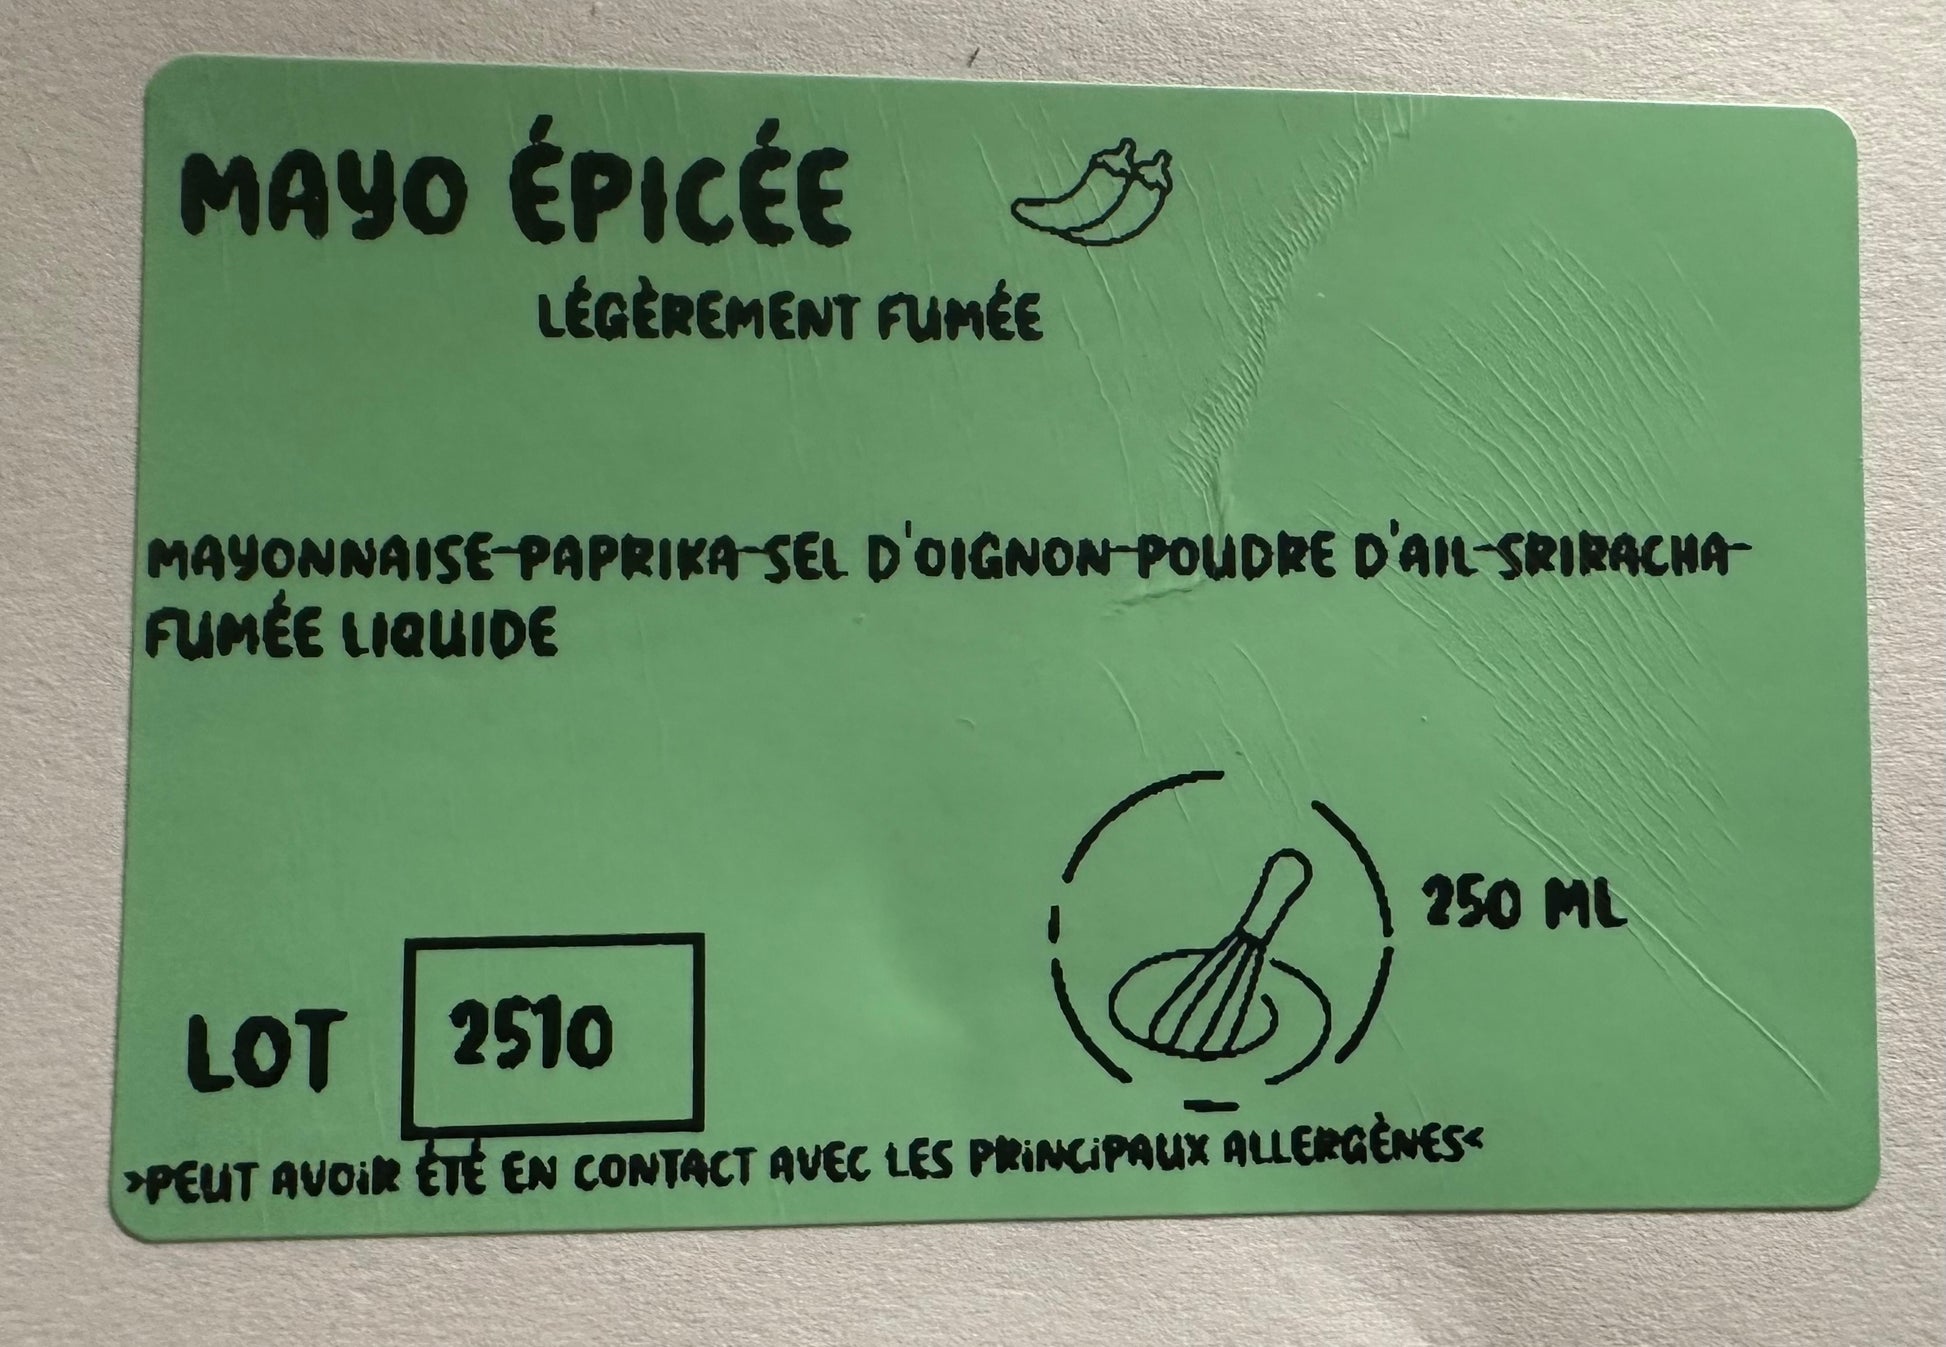 MAYO ÉPICÉE
LÉGÈREMENT FUMÉE
MAYONNAISE-PAPRIKA-SEL D'OIGNON-POUDRE D'AIL-SRIRACHA-
FUMÉE LIQUIDE
250 ML
LOT 2510
>PEUT AVOIR ÉTÉ EN CONTACT AVEC LES PRINCIPAUX ALLERGÈNES<